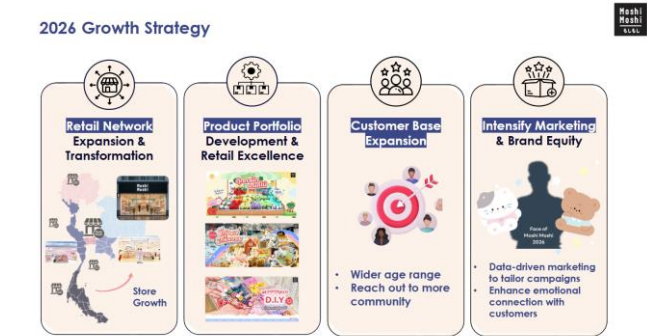 Moshi
Moshi
2026 Growth Strategy
Retail Network
Expansion &
Transformation
Moshi
Moshi
Store
Growth
Product Portfolio
Development &
Retail Excellence
D.I.Y
Customer Base
Expansion
• Wider age range
• Reach out to more
community
Intensify Marketing
& Brand Equity
Face of
Moshi Moshi
2026
• Data-driven marketing
to tailor campaigns
• Enhance emotional
connection with
customers